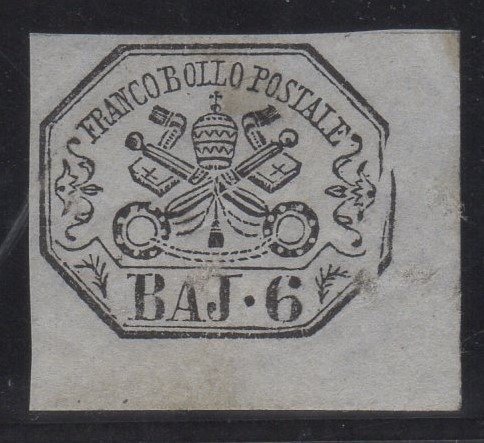 FRANCO BOLLO POSTALE
BAJ · 6